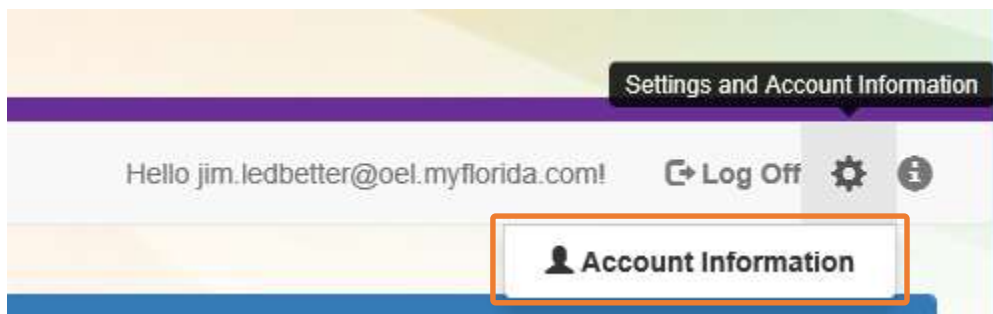 Settings and Account Information
Hello jim.ledbetter@oel.myflorida.com! Log Off
Account Information